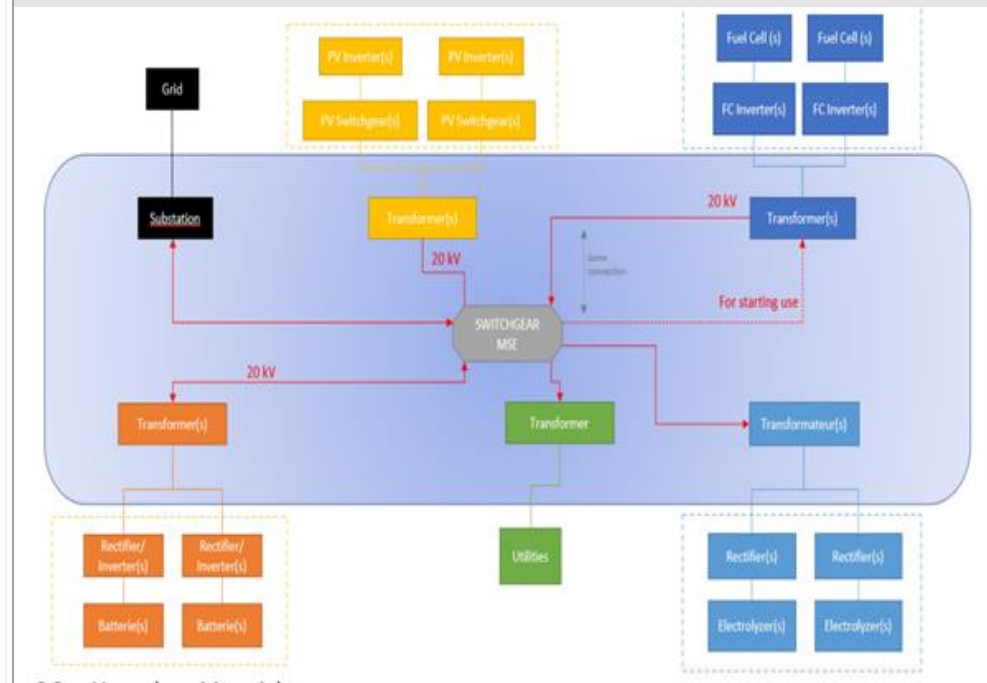 PV Inverter(s)
PV Inverter(s)
Fuel Cell (s)
Fuel Cell (s)
Grid
PV Switchgear(s)
PV Switchgear(s)
FC Inverter(s)
FC Inverter(s)
Substation
Transformer(s)
20 kV
Transformer(s)
20 kV
Same
connection
For starting use
SWITCHGEAR
MSE
20 kV
Transformer(s)
Transformer
Transformateur(s)
Rectifier/
Inverter(s)
Rectifier/
Inverter(s)
Utilities
Rectifier(s)
Rectifier(s)
Batterie(s)
Batterie(s)
Electrolyzer(s)
Electrolyzer(s)